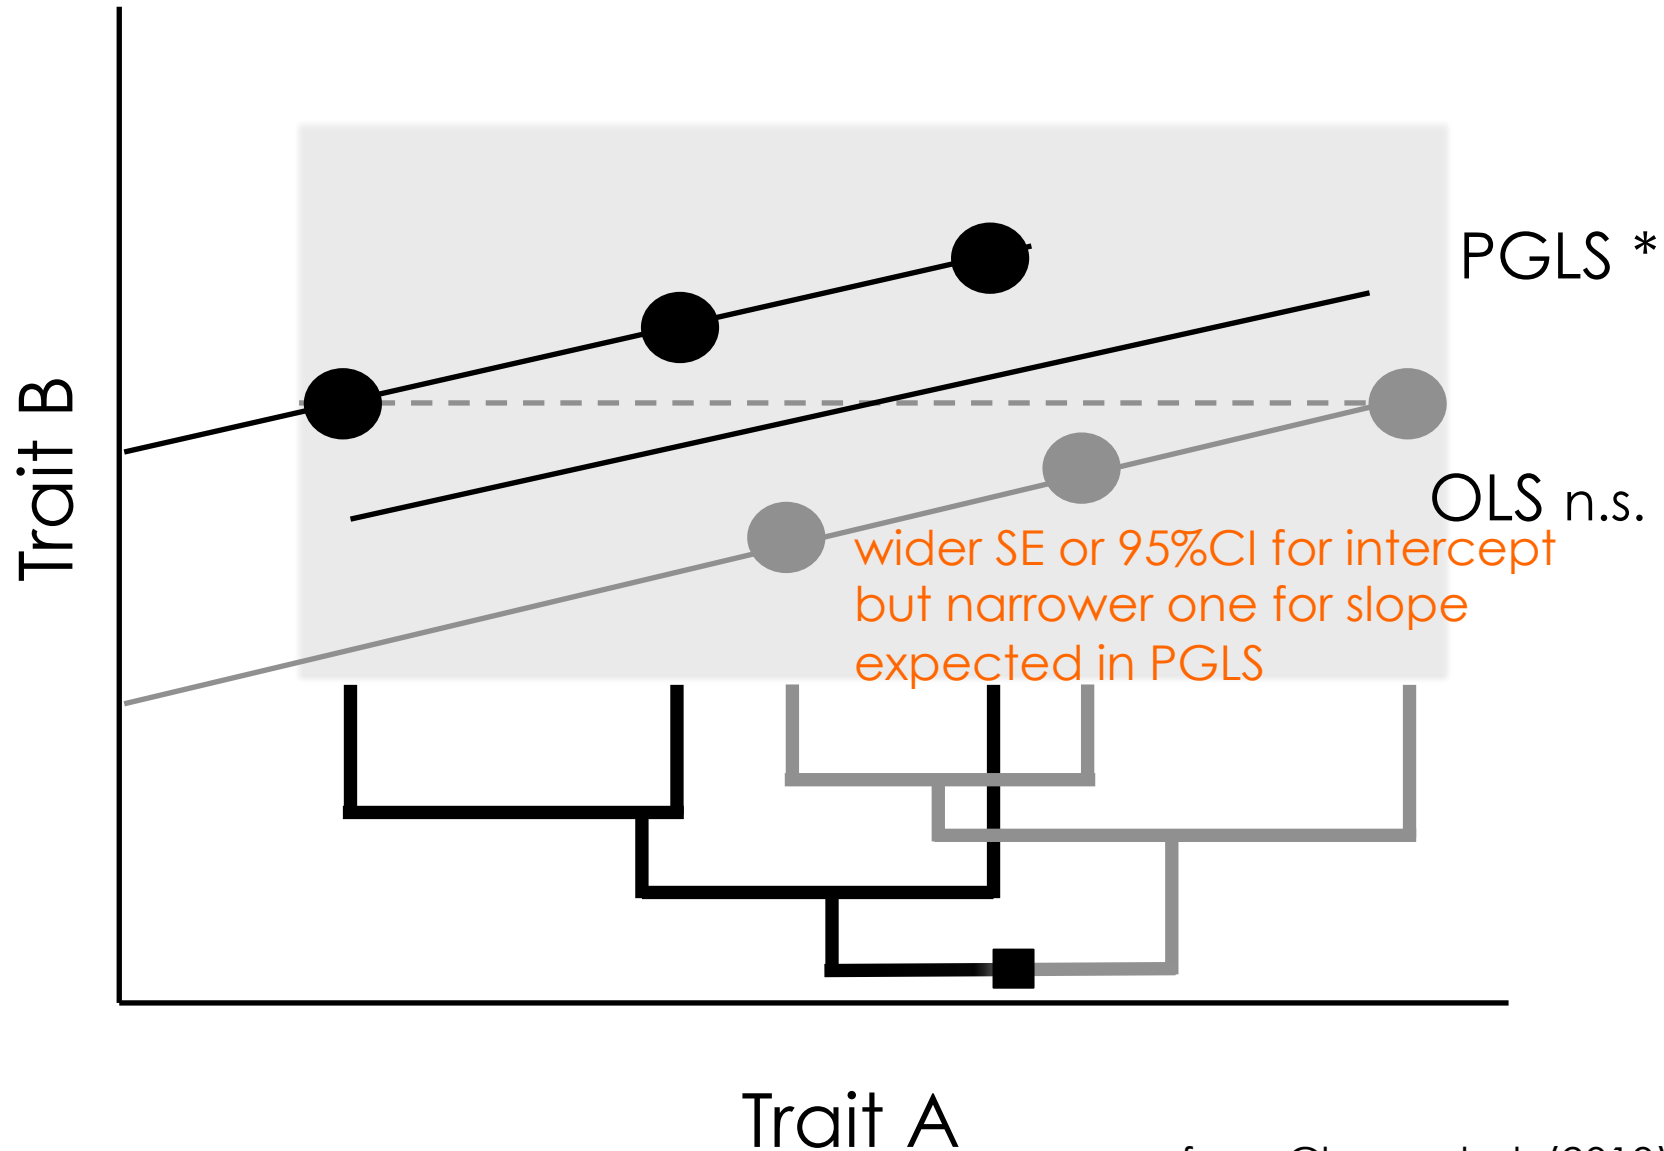 PGLS *
Trait B
OLS n.s.
wider SE or 95%CI for intercept
but narrower one for slope
expected in PGLS
Trait A